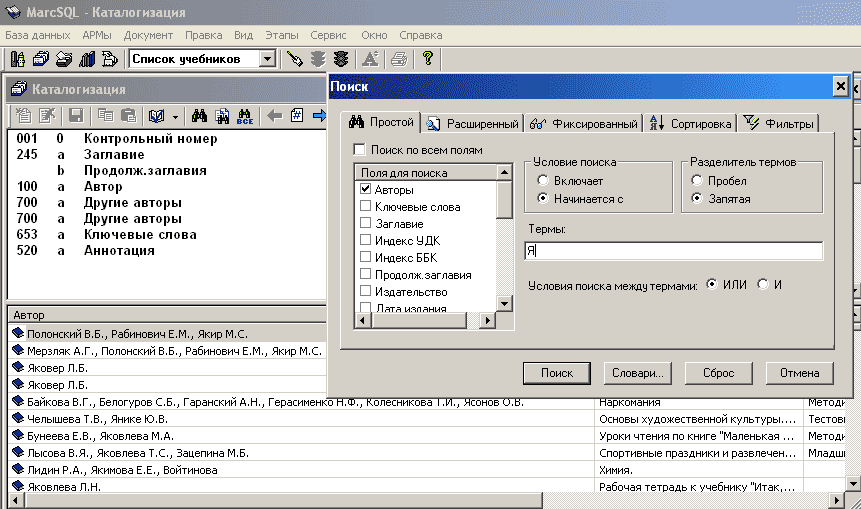 MarcSQL - Каталогизация
База данных АРМы Документ Правка Вид Этапы Сервис Окно Справка
Список учебников
Каталогизация
ВСЕ
001 0 Контрольный номер
245 a Заглавие
b Продолж.заглавия
100 a Автор
700 a Другие авторы
700 a Другие авторы
653 a Ключевые слова
520 a Аннотация
Поиск
Простой Расширенный Фиксированный Сортировка Фильтры
Поиск по всем полям
Поля для поиска
Авторы
Ключевые слова
Заглавие
Индекс УДК
Индекс ББК
Продолж.заглавия
Издательство
Дата издания
Условие поиска
Включает
Начинается с
Разделитель термов
Пробел
Запятая
Термы:
Я
Условия поиска между термами: ИЛИ И
Поиск Словари... Сброс Отмена
Автор
Полонский В.Б., Рабинович Е.М., Якир М.С.
Мерзляк А.Г., Полонский В.Б., Рабинович Е.М., Якир М.С.
Яковер Л.Б.
Яковер Л.Б.
Байкова В.Г., Белогуров С.Б., Гаранский А.Н., Герасименко Н.Ф., Колесникова Т.И., Ясонов О.В. Наркомания Методи
Челышева Т.В., Янике Ю.В. Основы художественной культуры.... Тестовы
Бунеева Е.В., Яковлева М.А. Уроки чтения по книге "Маленькая ... Методи
Лысова В.Я., Яковлева Т.С., Зацепина М.Б. Спортивные праздники и развлечен... Младш
Лидин Р.А., Якимова Е.Е., Войтинова Химия.
Яковлева Л.Н. Рабочая тетрадь к учебнику "Итак,...